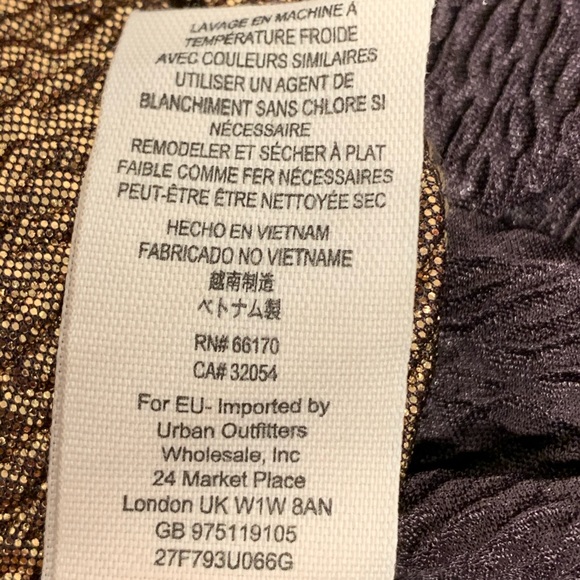 LAVAGE EN MACHINE À
TEMPÉRATURE FROIDE
AVEC COULEURS SIMILAIRES
UTILISER UN AGENT DE
BLANCHIMENT SANS CHLORE SI
NÉCESSAIRE
REMODELER ET SÉCHER À PLAT
FAIBLE COMME FER NÉCESSAIRES
PEUT-ÊTRE ÊTRE NETTOYÉE SEC
HECHO EN VIETNAM
FABRICADO NO VIETNAME
越南制造
ベトナム製
RN# 66170
CA# 32054
For EU- Imported by
Urban Outfitters
Wholesale, Inc
24 Market Place
London UK W1W 8AN
GB 975119105
27F793U066G